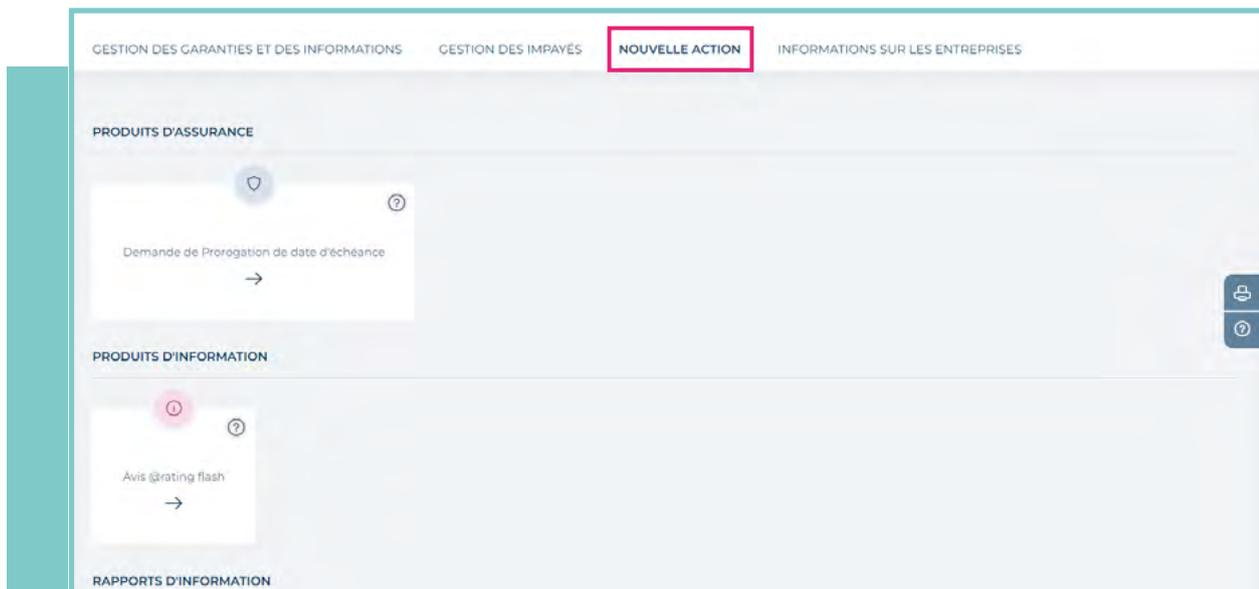 GESTION DES GARANTIES ET DES INFORMATIONS GESTION DES IMPAYÉS NOUVELLE ACTION INFORMATIONS SUR LES ENTREPRISES
PRODUITS D'ASSURANCE
Demande de Prorogation de date d'échéance
PRODUITS D'INFORMATION
Avis @rating flash
RAPPORTS D'INFORMATION